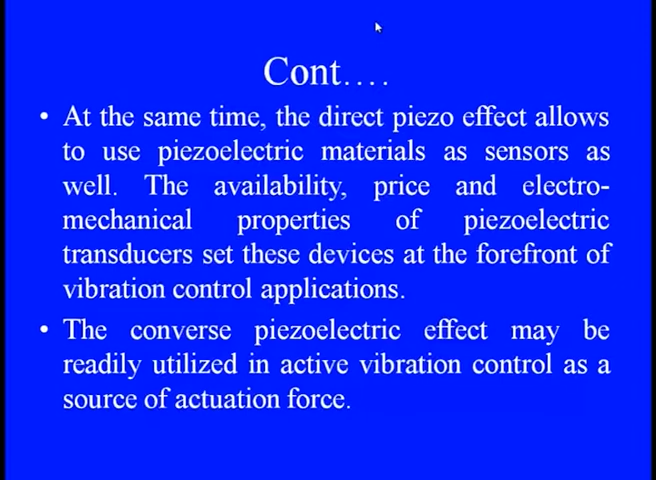 Cont….
• At the same time, the direct piezo effect allows
to use piezoelectric materials as sensors as
well. The availability, price and electro-
mechanical properties of piezoelectric
transducers set these devices at the forefront of
vibration control applications.
• The converse piezoelectric effect may be
readily utilized in active vibration control as a
source of actuation force.